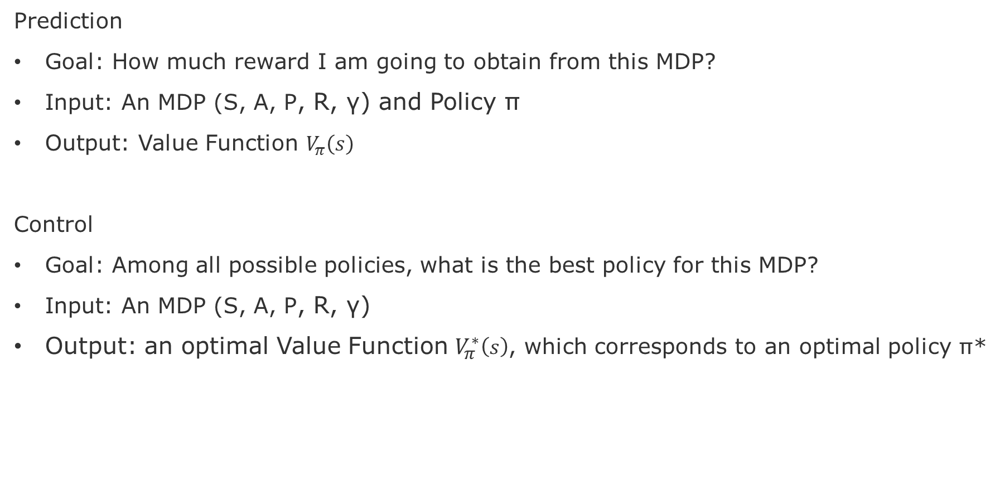 Prediction
• Goal: How much reward I am going to obtain from this MDP?
• Input: An MDP (S, A, P, R, γ) and Policy π
• Output: Value Function $V_{\pi}(s)$
Control
• Goal: Among all possible policies, what is the best policy for this MDP?
• Input: An MDP (S, A, P, R, γ)
• Output: an optimal Value Function $V_{\pi}^{*}(s)$, which corresponds to an optimal policy π*